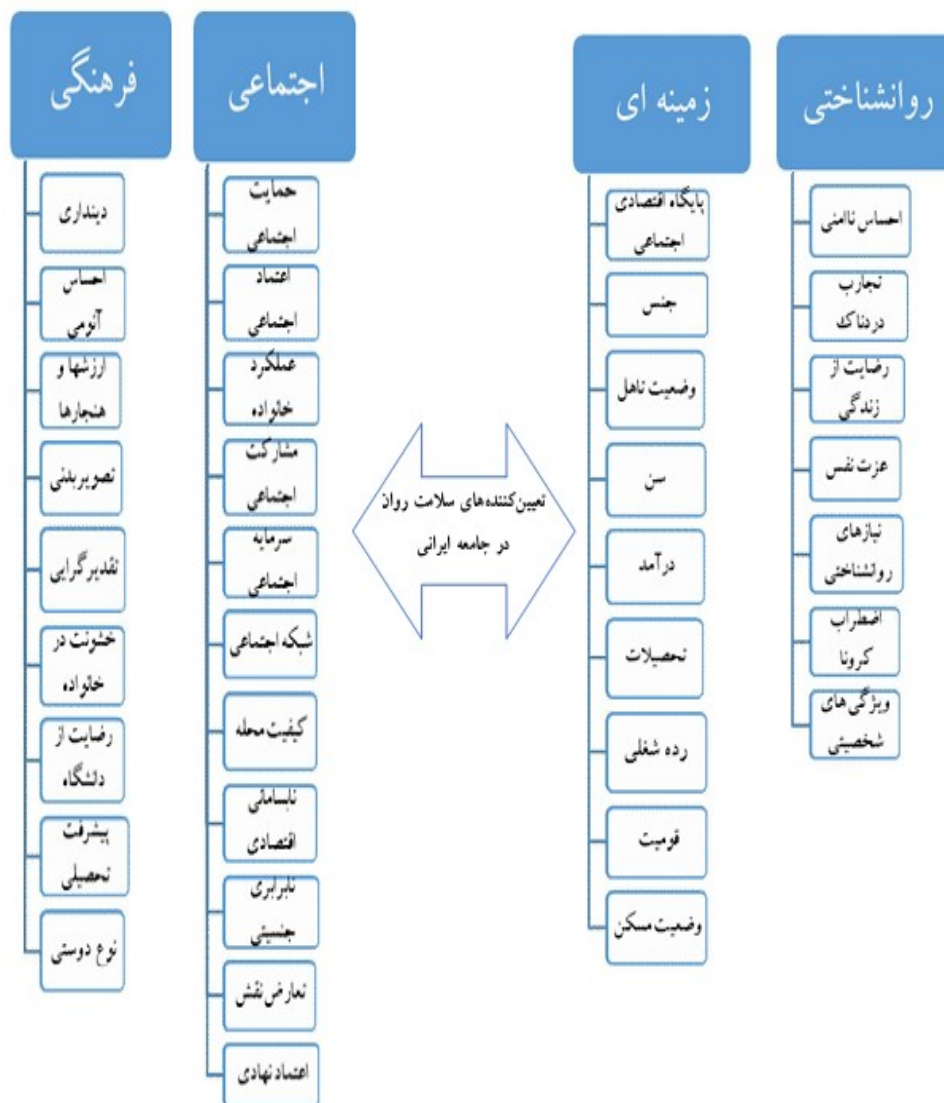 روانشناختی
احساس ناامنی
تجارب
دردناک
رضایت از
زندگی
عزت نفس
نیازهای
روانشناختی
اضطراب
کرونا
ویژگی های
شخصیتی
زمینه ای
پایگاه اقتصادی
اجتماعی
جنس
وضعیت تاهل
سن
درآمد
تحصیلات
رده شغلی
قومیت
وضعیت مسکن
تعیین‌کننده‌های سلامت روان
در جامعه ایرانی
اجتماعی
حمایت
اجتماعی
اعتماد
اجتماعی
عملکرد
خانواده
مشارکت
اجتماعی
سرمایه
اجتماعی
شبکه اجتماعی
کیفیت محله
نابسامانی
اقتصادی
نابرابری
جنسیتی
تعارض نقش
اعتماد نهادی
فرهنگی
دینداری
احساس
آنومی
ارزشها و
هنجارها
تصویر بدنی
تقدیرگرایی
خشونت در
خانواده
رضایت از
دانشگاه
پیشرفت
تحصیلی
نوع دوستی